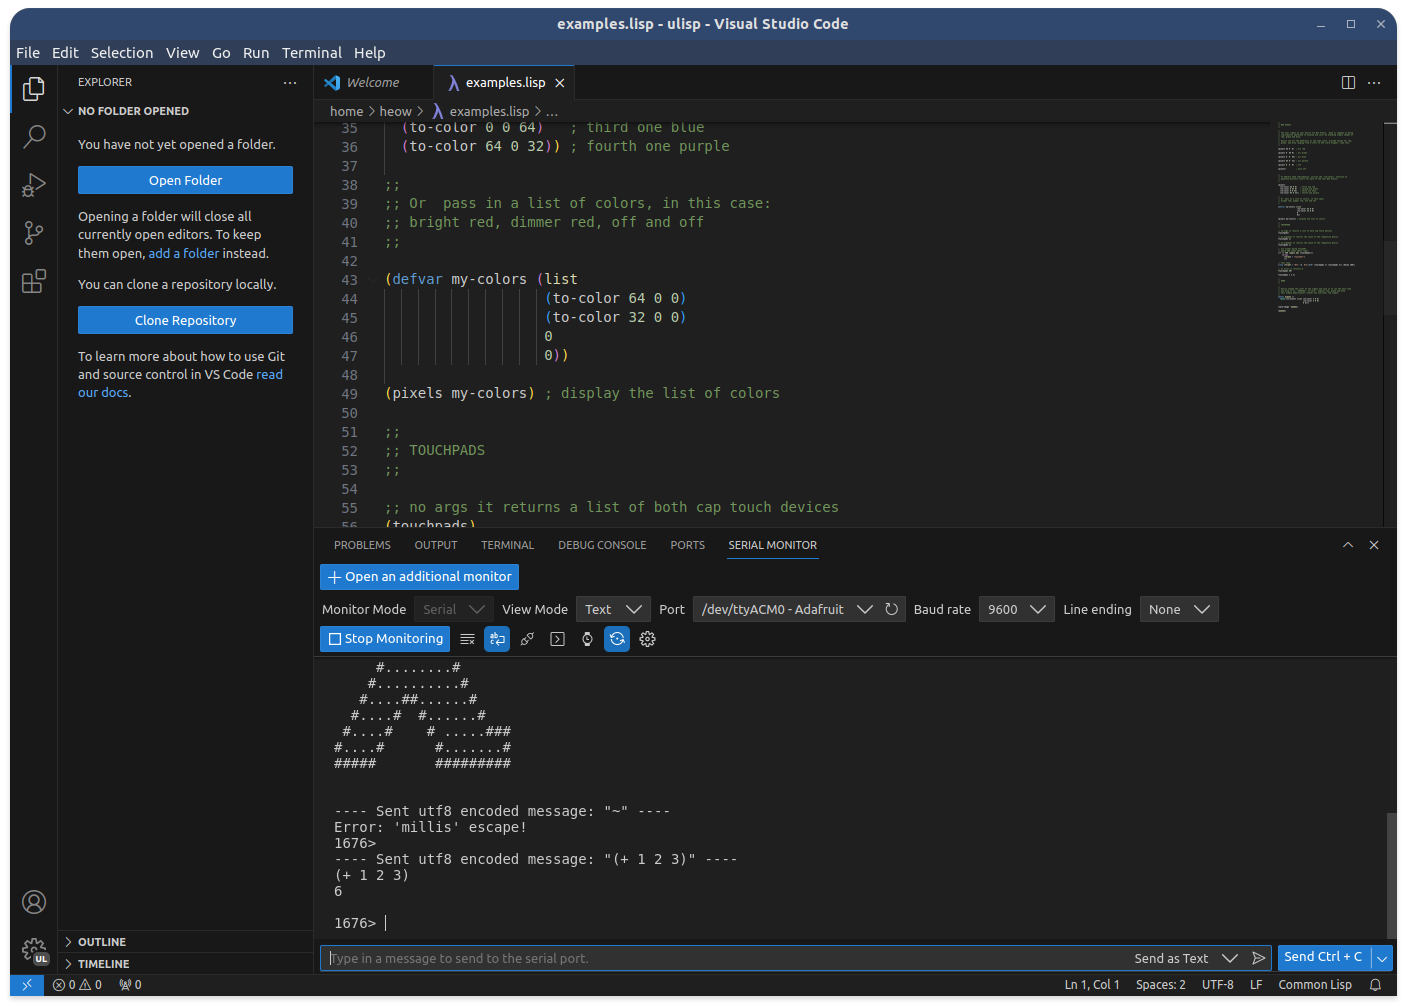 examples.lisp - ulisp - Visual Studio Code
File Edit Selection View Go Run Terminal Help
EXPLORER
NO FOLDER OPENED
You have not yet opened a folder.
Open Folder
Opening a folder will close all
currently open editors. To keep
them open, add a folder instead.
You can clone a repository locally.
Clone Repository
To learn more about how to use Git
and source control in VS Code read
our docs.
OUTLINE
TIMELINE
UL
Welcome
examples.lisp
home > heow > examples.lisp > ...
35 (to-color 0 0 64) ; third one blue
36 (to-color 64 0 32)) ; fourth one purple
37
38 ;;
39 ;; Or  pass in a list of colors, in this case:
40 ;; bright red, dimmer red, off and off
41 ;;
42
43 (defvar my-colors (list
44 (to-color 64 0 0)
45 (to-color 32 0 0)
46 0
47 0))
48
49 (pixels my-colors) ; display the list of colors
50
51 ;;
52 ;; TOUCHPADS
53 ;;
54
55 ;; no args it returns a list of both cap touch devices
56 (touchpads)
PROBLEMS OUTPUT TERMINAL DEBUG CONSOLE PORTS SERIAL MONITOR
Open an additional monitor
Monitor Mode Serial View Mode Text Port /dev/ttyACM0 - Adafruit Baud rate 9600 Line ending None
Stop Monitoring
#........#
#..........#
#....##......#
#....#  #......#
#....#    # .....###
#....#      #.......#
#####       #########
---- Sent utf8 encoded message: "~" ----
Error: 'millis' escape!
1676>
---- Sent utf8 encoded message: "(+ 1 2 3)" ----
(+ 1 2 3)
6
1676>
Type in a message to send to the serial port.
Send as Text
Send Ctrl + C
0 0 0
Ln 1, Col 1 Spaces: 2 UTF-8 LF Common Lisp